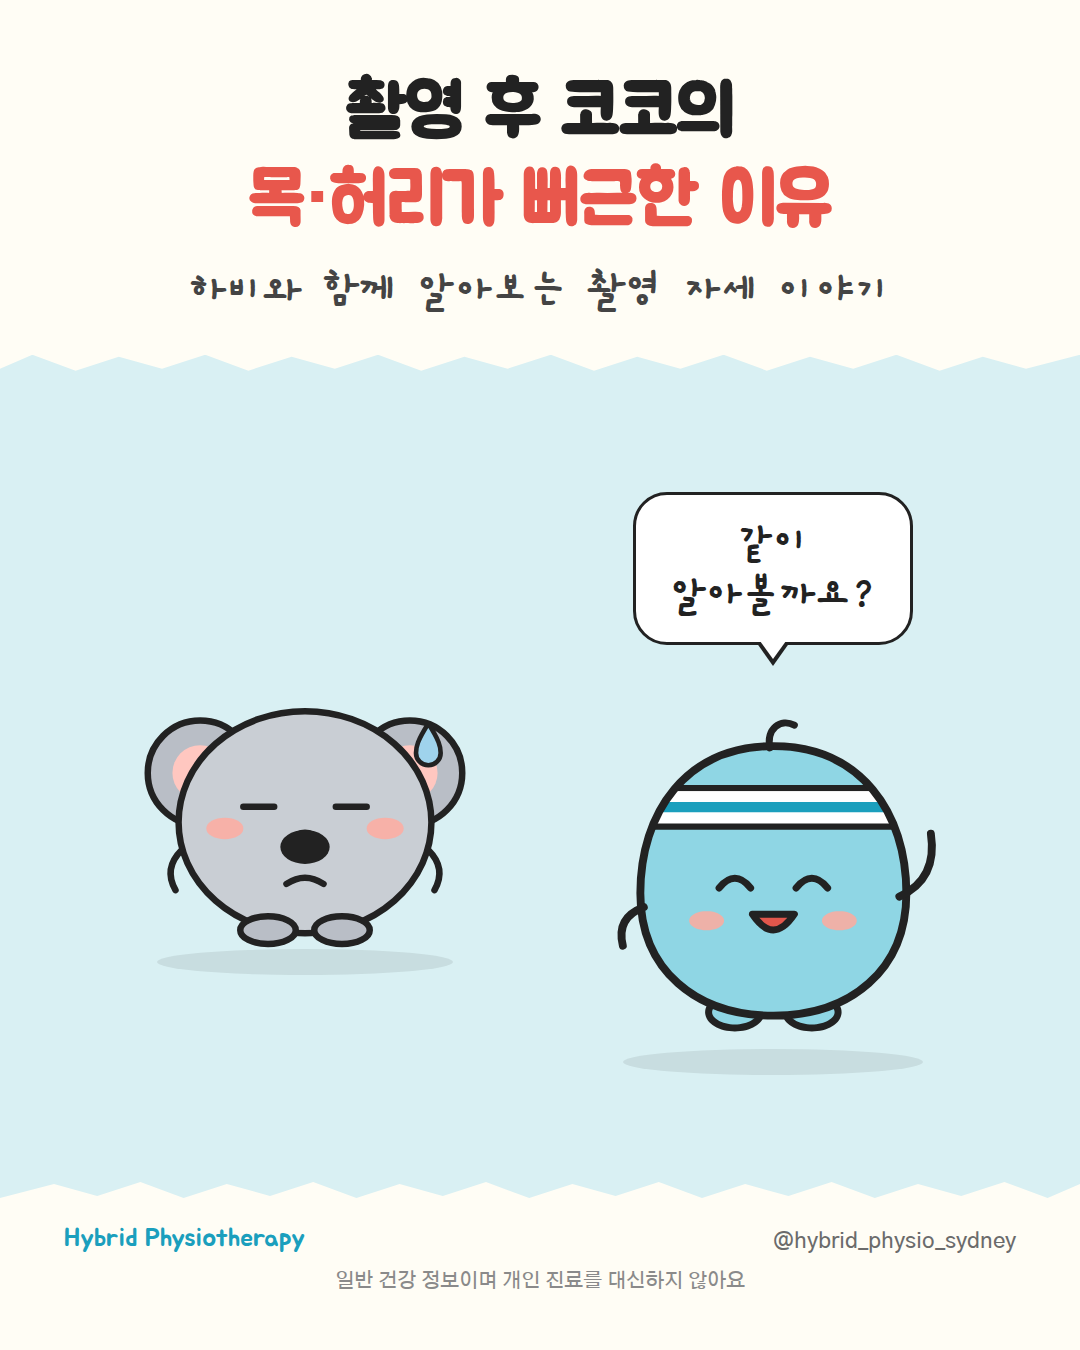 촬영 후 코코의
목·허리가 뻐근한 이유
하비와 함께 알아보는 촬영 자세 이야기
같이
알아볼까요?
Hybrid Physiotherapy
@hybrid_physio_sydney
일반 건강 정보이며 개인 진료를 대신하지 않아요